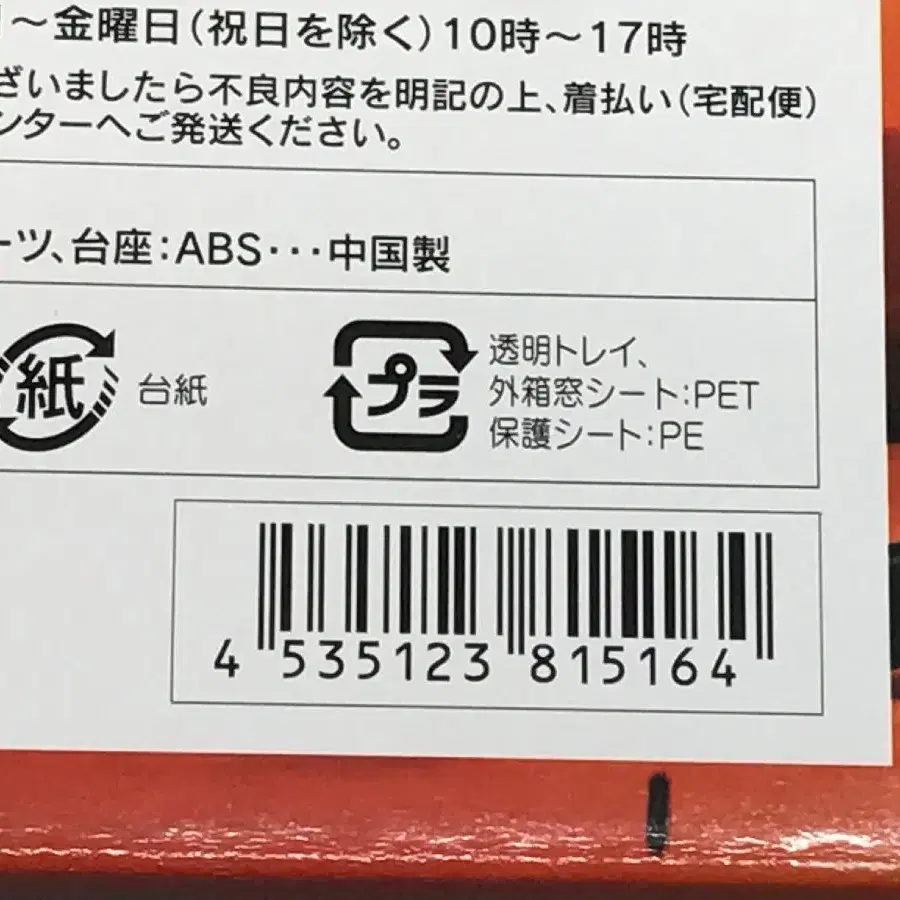 ～金曜日（祝日を除く）10時～17時
ざいましたら不良内容を明記の上、着払い（宅配便）
ンターへご発送ください。
ーツ、台座：ABS･･･中国製
紙
台紙
プラ
透明トレイ、
外箱窓シート：PET
保護シート：PE
4 535123 815164